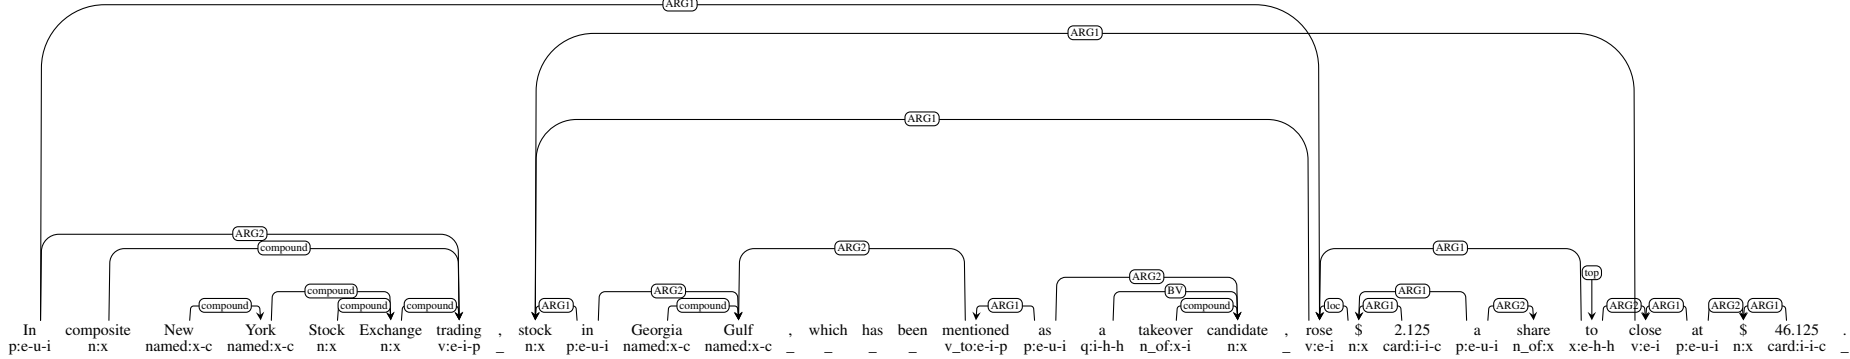 ARG1
ARG1
ARG1
ARG2
compound ARG2 ARG1
top
compound ARG2 BV ARG1
compound compound compound ARG1 compound ARG1 compound loc ARG1 ARG2 ARG2 ARG1 ARG2 ARG1
In composite New York Stock Exchange trading , stock in Georgia Gulf , which has been mentioned as a takeover candidate , rose $ 2.125 a share to close at $ 46.125 .
p:e-u-i n:x named:x-c named:x-c n:x n:x v:e-i-p _ n:x p:e-u-i named:x-c named:x-c _ _ _ _ v_to:e-i-p p:e-u-i q:i-h-h n_of:x-i n:x _ v:e-i n:x card:i-i-c p:e-u-i n_of:x x:e-h-h v:e-i p:e-u-i n:x card:i-i-c _